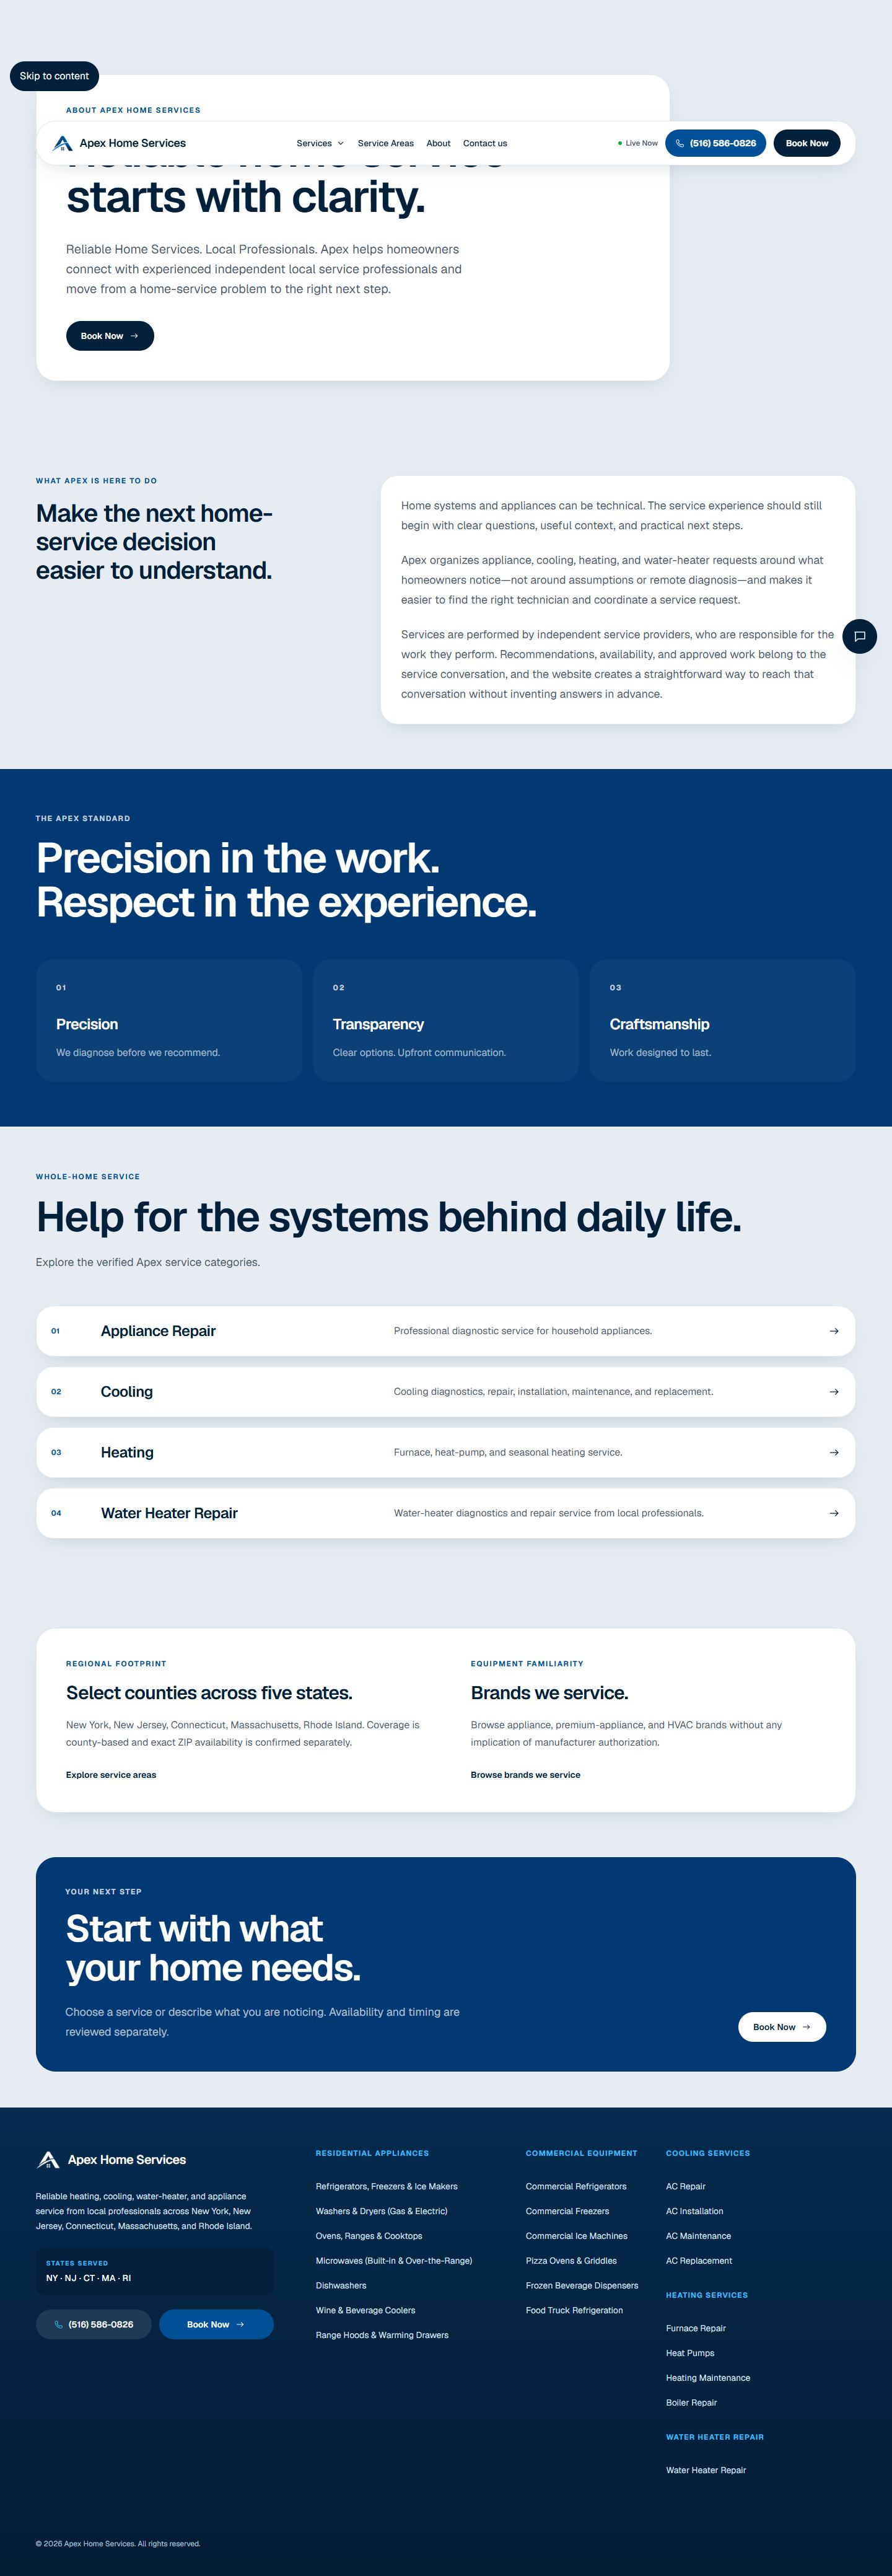 Skip to content
ABOUT APEX HOME SERVICES
Apex Home Services
Services
Service Areas
About
Contact us
Live Now
(516) 586-0826
Book Now
starts with clarity.
Reliable Home Services. Local Professionals. Apex helps homeowners
connect with experienced independent local service professionals and
move from a home-service problem to the right next step.
Book Now
WHAT APEX IS HERE TO DO
Make the next home-
service decision
easier to understand.
Home systems and appliances can be technical. The service experience should still
begin with clear questions, useful context, and practical next steps.
Apex organizes appliance, cooling, heating, and water-heater requests around what
homeowners notice—not around assumptions or remote diagnosis—and makes it
easier to find the right technician and coordinate a service request.
Services are performed by independent service providers, who are responsible for the
work they perform. Recommendations, availability, and approved work belong to the
service conversation, and the website creates a straightforward way to reach that
conversation without inventing answers in advance.
THE APEX STANDARD
Precision in the work.
Respect in the experience.
01
Precision
We diagnose before we recommend.
02
Transparency
Clear options. Upfront communication.
03
Craftsmanship
Work designed to last.
WHOLE-HOME SERVICE
Help for the systems behind daily life.
Explore the verified Apex service categories.
01 Appliance Repair Professional diagnostic service for household appliances.
02 Cooling Cooling diagnostics, repair, installation, maintenance, and replacement.
03 Heating Furnace, heat-pump, and seasonal heating service.
04 Water Heater Repair Water-heater diagnostics and repair service from local professionals.
REGIONAL FOOTPRINT
Select counties across five states.
New York, New Jersey, Connecticut, Massachusetts, Rhode Island. Coverage is
county-based and exact ZIP availability is confirmed separately.
Explore service areas
EQUIPMENT FAMILIARITY
Brands we service.
Browse appliance, premium-appliance, and HVAC brands without any
implication of manufacturer authorization.
Browse brands we service
YOUR NEXT STEP
Start with what
your home needs.
Choose a service or describe what you are noticing. Availability and timing are
reviewed separately.
Book Now
Apex Home Services
Reliable heating, cooling, water-heater, and appliance
service from local professionals across New York, New
Jersey, Connecticut, Massachusetts, and Rhode Island.
STATES SERVED
NY · NJ · CT · MA · RI
(516) 586-0826
Book Now
RESIDENTIAL APPLIANCES
Refrigerators, Freezers & Ice Makers
Washers & Dryers (Gas & Electric)
Ovens, Ranges & Cooktops
Microwaves (Built-in & Over-the-Range)
Dishwashers
Wine & Beverage Coolers
Range Hoods & Warming Drawers
COMMERCIAL EQUIPMENT
Commercial Refrigerators
Commercial Freezers
Commercial Ice Machines
Pizza Ovens & Griddles
Frozen Beverage Dispensers
Food Truck Refrigeration
COOLING SERVICES
AC Repair
AC Installation
AC Maintenance
AC Replacement
HEATING SERVICES
Furnace Repair
Heat Pumps
Heating Maintenance
Boiler Repair
WATER HEATER REPAIR
Water Heater Repair
© 2026 Apex Home Services. All rights reserved.